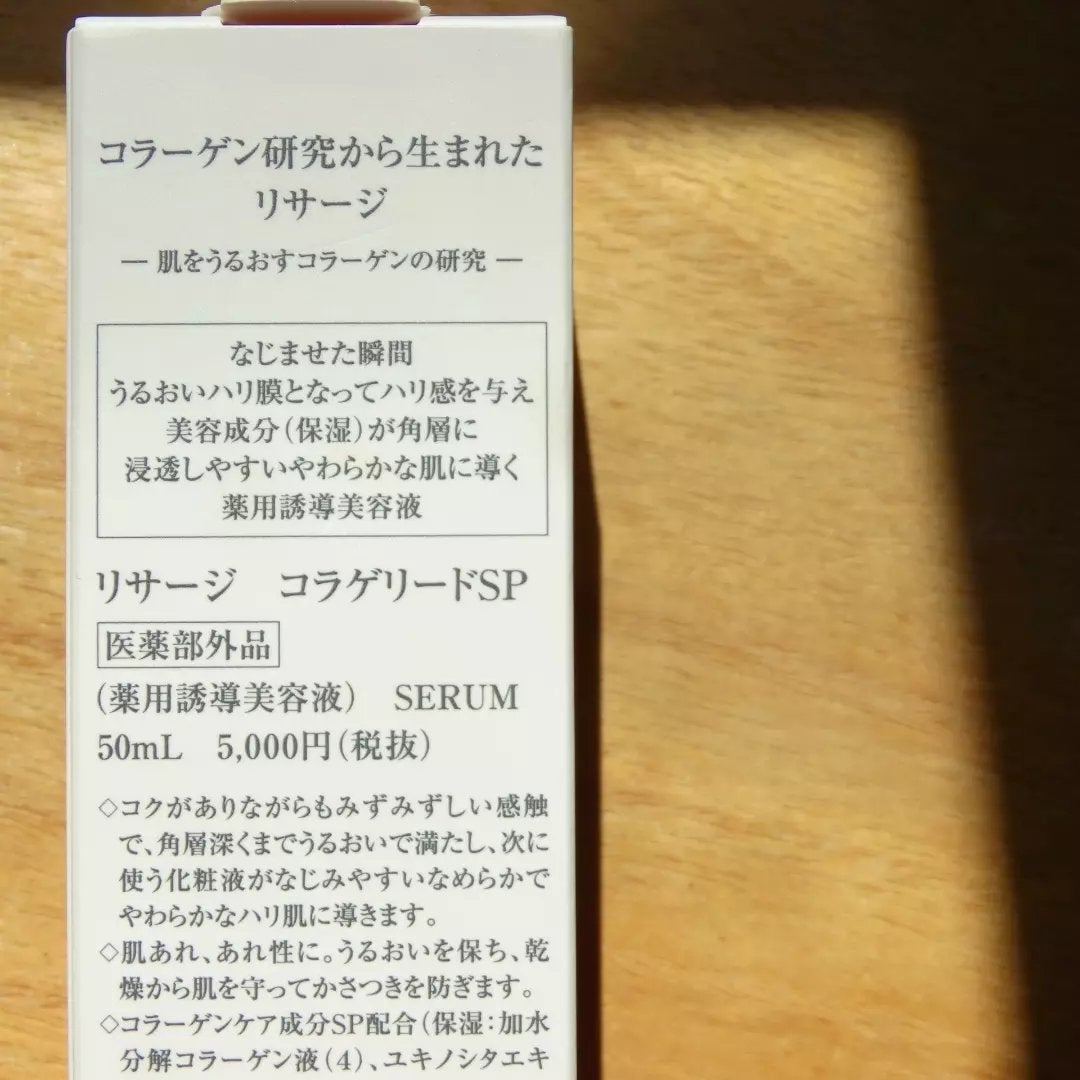 コラーゲン研究から生まれた
リサージ
― 肌をうるおすコラーゲンの研究 ―
なじませた瞬間
うるおいハリ膜となってハリ感を与え
美容成分（保湿）が角層に
浸透しやすいやわらかな肌に導く
薬用誘導美容液
リサージ　コラゲリードSP
医薬部外品
（薬用誘導美容液）　SERUM
50mL　5,000円（税抜）
◇コクがありながらもみずみずしい感触
で、角層深くまでうるおいで満たし、次に
使う化粧液がなじみやすいなめらかで
やわらかなハリ肌に導きます。
◇肌あれ、あれ性に。うるおいを保ち、乾
燥から肌を守ってかさつきを防ぎます。
◇コラーゲンケア成分SP配合（保湿：加水
分解コラーゲン液（4）、ユキノシタエキ